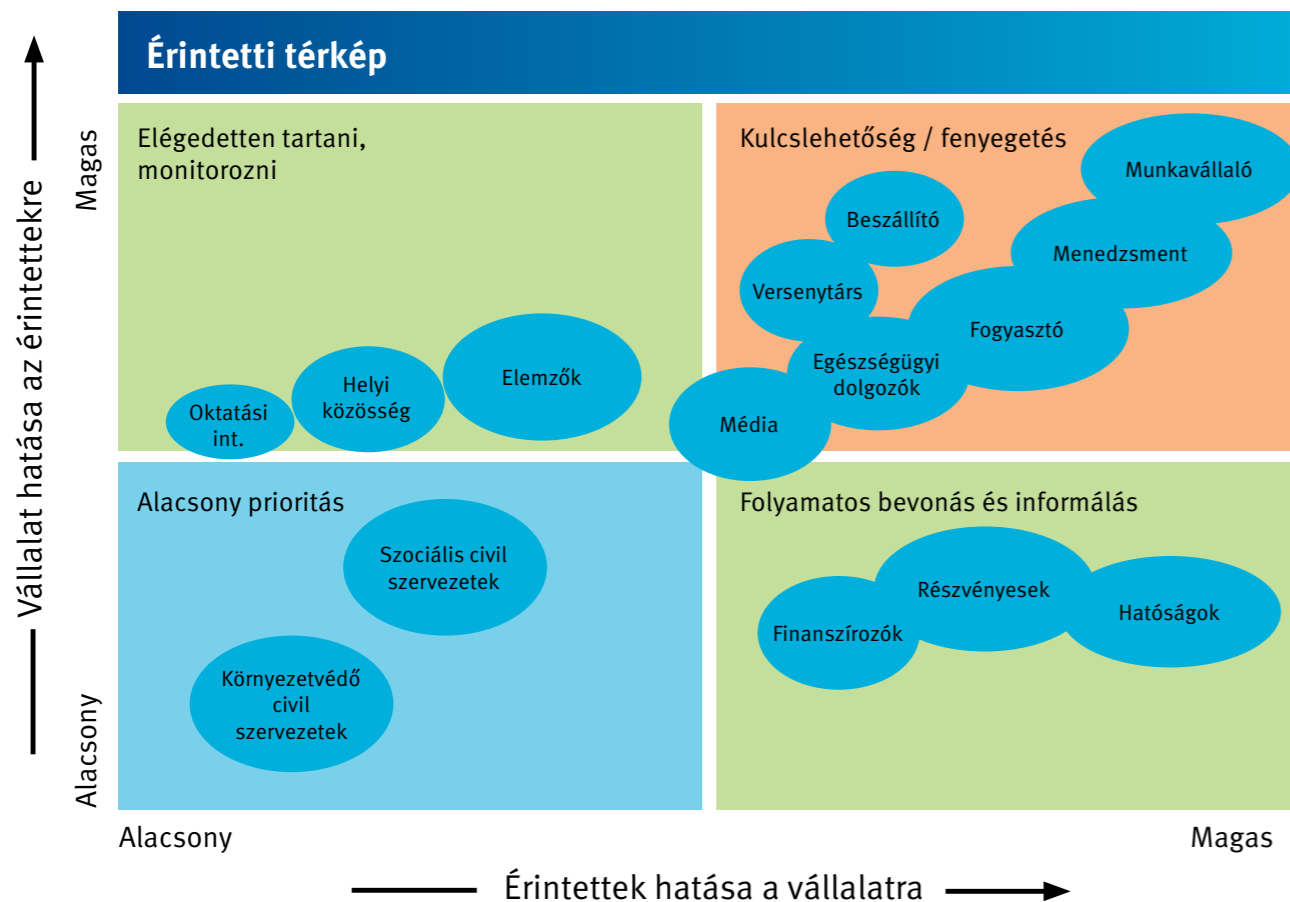 Érintetti térkép
Vállalat hatása az érintettekre
Magas
Alacsony
Elégedetten tartani,
monitorozni
Oktatási
int.
Helyi
közösség
Elemzők
Kulcslehetőség / fenyegetés
Munkavállaló
Beszállító
Menedzsment
Versenytárs
Fogyasztó
Egészségügyi
dolgozók
Média
Alacsony prioritás
Szociális civil
szervezetek
Környezetvédő
civil
szervezetek
Folyamatos bevonás és informálás
Részvényesek
Hatóságok
Finanszírozók
Alacsony
Magas
Érintettek hatása a vállalatra